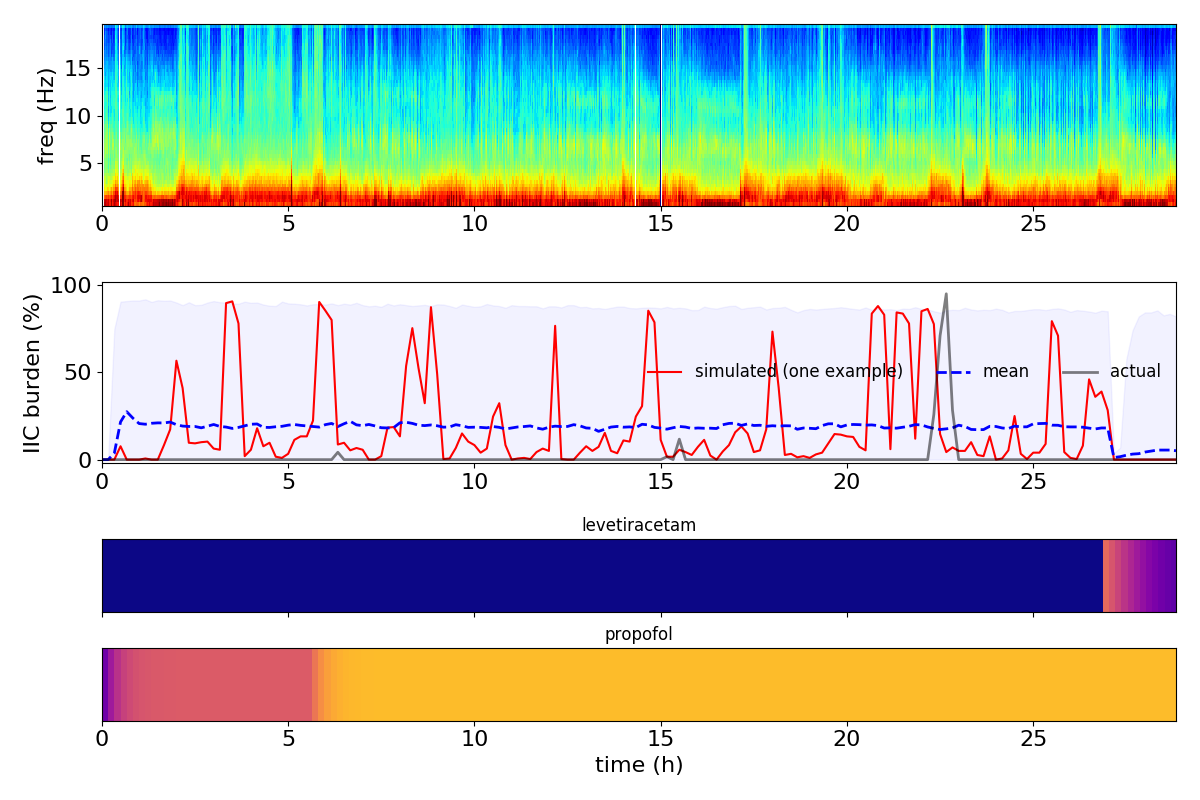 freq (Hz)
15
10
5
0 5 10 15 20 25
IIC burden (%)
100
50
0
simulated (one example) mean actual
0 5 10 15 20 25
levetiracetam
propofol
0 5 10 15 20 25
time (h)